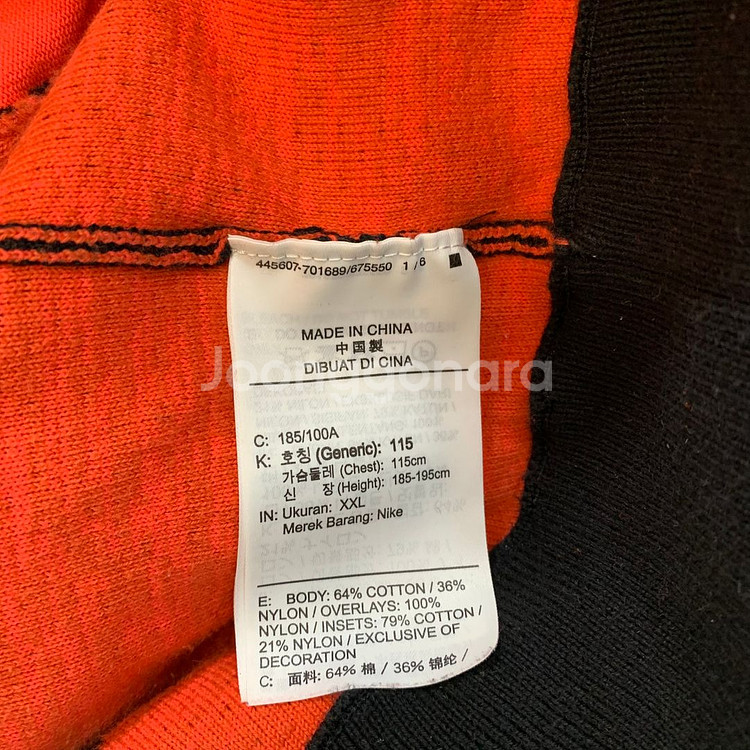 445607-701689/675550 1/6
MADE IN CHINA
中国製
DIBUAT DI CINA
Joonggonara
C: 185/100A
K: 호칭 (Generic): 115
가슴둘레 (Chest): 115cm
신 장 (Height): 185-195cm
IN: Ukuran: XXL
Merek Barang: Nike
E: BODY: 64% COTTON / 36%
NYLON / OVERLAYS: 100%
NYLON / INSETS: 79% COTTON /
21% NYLON / EXCLUSIVE OF
DECORATION
C: 面料: 64% 棉 / 36% 锦纶 /